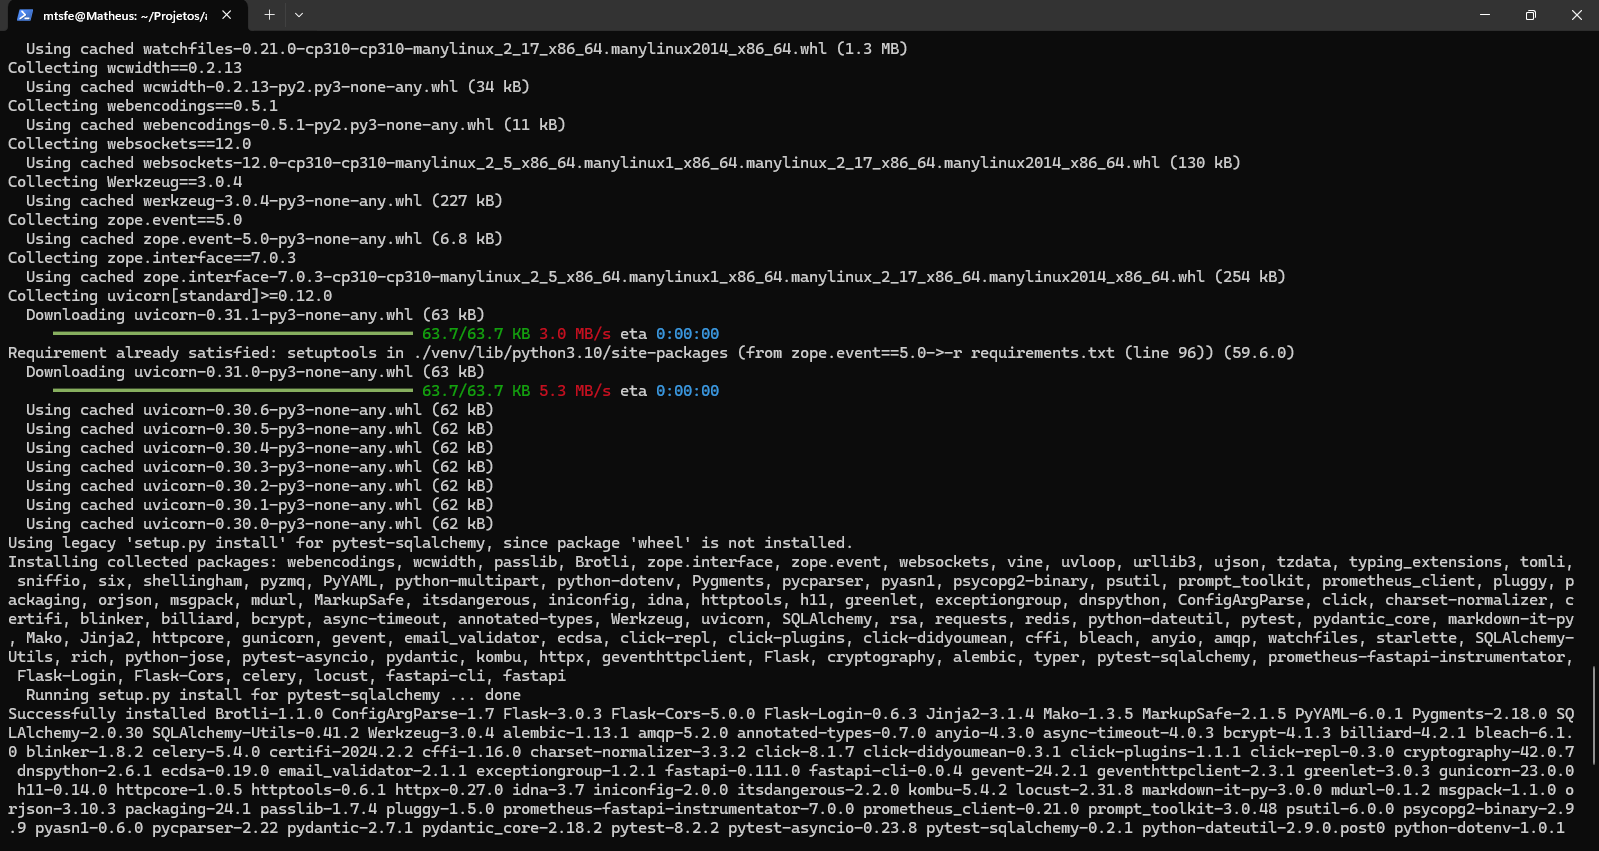 mtsfe@Matheus: ~/Projetos/a
Using cached watchfiles-0.21.0-cp310-cp310-manylinux_2_17_x86_64.manylinux2014_x86_64.whl (1.3 MB)
Collecting wcwidth==0.2.13
Using cached wcwidth-0.2.13-py2.py3-none-any.whl (34 kB)
Collecting webencodings==0.5.1
Using cached webencodings-0.5.1-py2.py3-none-any.whl (11 kB)
Collecting websockets==12.0
Using cached websockets-12.0-cp310-cp310-manylinux_2_5_x86_64.manylinux1_x86_64.manylinux_2_17_x86_64.manylinux2014_x86_64.whl (130 kB)
Collecting Werkzeug==3.0.4
Using cached werkzeug-3.0.4-py3-none-any.whl (227 kB)
Collecting zope.event==5.0
Using cached zope.event-5.0-py3-none-any.whl (6.8 kB)
Collecting zope.interface==7.0.3
Using cached zope.interface-7.0.3-cp310-cp310-manylinux_2_5_x86_64.manylinux1_x86_64.manylinux_2_17_x86_64.manylinux2014_x86_64.whl (254 kB)
Collecting uvicorn[standard]>=0.12.0
Downloading uvicorn-0.31.1-py3-none-any.whl (63 kB)
63.7/63.7 KB 3.0 MB/s eta 0:00:00
Requirement already satisfied: setuptools in ./venv/lib/python3.10/site-packages (from zope.event==5.0->-r requirements.txt (line 96)) (59.6.0)
Downloading uvicorn-0.31.0-py3-none-any.whl (63 kB)
63.7/63.7 KB 5.3 MB/s eta 0:00:00
Using cached uvicorn-0.30.6-py3-none-any.whl (62 kB)
Using cached uvicorn-0.30.5-py3-none-any.whl (62 kB)
Using cached uvicorn-0.30.4-py3-none-any.whl (62 kB)
Using cached uvicorn-0.30.3-py3-none-any.whl (62 kB)
Using cached uvicorn-0.30.2-py3-none-any.whl (62 kB)
Using cached uvicorn-0.30.1-py3-none-any.whl (62 kB)
Using cached uvicorn-0.30.0-py3-none-any.whl (62 kB)
Using legacy 'setup.py install' for pytest-sqlalchemy, since package 'wheel' is not installed.
Installing collected packages: webencodings, wcwidth, passlib, Brotli, zope.interface, zope.event, websockets, vine, uvloop, urllib3, ujson, tzdata, typing_extensions, tomli,
sniffio, six, shellingham, pyzmq, PyYAML, python-multipart, python-dotenv, Pygments, pycparser, pyasn1, psycopg2-binary, psutil, prompt_toolkit, prometheus_client, pluggy, p
ackaging, orjson, msgpack, mdurl, MarkupSafe, itsdangerous, iniconfig, idna, httptools, h11, greenlet, exceptiongroup, dnspython, ConfigArgParse, click, charset-normalizer, c
ertifi, blinker, billiard, bcrypt, async-timeout, annotated-types, Werkzeug, uvicorn, SQLAlchemy, rsa, requests, redis, python-dateutil, pytest, pydantic_core, markdown-it-py
, Mako, Jinja2, httpcore, gunicorn, gevent, email_validator, ecdsa, click-repl, click-plugins, click-didyoumean, cffi, bleach, anyio, amqp, watchfiles, starlette, SQLAlchemy-
Utils, rich, python-jose, pytest-asyncio, pydantic, kombu, httpx, geventhttpclient, Flask, cryptography, alembic, typer, pytest-sqlalchemy, prometheus-fastapi-instrumentator,
Flask-Login, Flask-Cors, celery, locust, fastapi-cli, fastapi
Running setup.py install for pytest-sqlalchemy ... done
Successfully installed Brotli-1.1.0 ConfigArgParse-1.7 Flask-3.0.3 Flask-Cors-5.0.0 Flask-Login-0.6.3 Jinja2-3.1.4 Mako-1.3.5 MarkupSafe-2.1.5 PyYAML-6.0.1 Pygments-2.18.0 SQ
LAlchemy-2.0.30 SQLAlchemy-Utils-0.41.2 Werkzeug-3.0.4 alembic-1.13.1 amqp-5.2.0 annotated-types-0.7.0 anyio-4.3.0 async-timeout-4.0.3 bcrypt-4.1.3 billiard-4.2.1 bleach-6.1.
0 blinker-1.8.2 celery-5.4.0 certifi-2024.2.2 cffi-1.16.0 charset-normalizer-3.3.2 click-8.1.7 click-didyoumean-0.3.1 click-plugins-1.1.1 click-repl-0.3.0 cryptography-42.0.7
dnspython-2.6.1 ecdsa-0.19.0 email_validator-2.1.1 exceptiongroup-1.2.1 fastapi-0.111.0 fastapi-cli-0.0.4 gevent-24.2.1 geventhttpclient-2.3.1 greenlet-3.0.3 gunicorn-23.0.0
h11-0.14.0 httpcore-1.0.5 httptools-0.6.1 httpx-0.27.0 idna-3.7 iniconfig-2.0.0 itsdangerous-2.2.0 kombu-5.4.2 locust-2.31.8 markdown-it-py-3.0.0 mdurl-0.1.2 msgpack-1.1.0 o
rjson-3.10.3 packaging-24.1 passlib-1.7.4 pluggy-1.5.0 prometheus-fastapi-instrumentator-7.0.0 prometheus_client-0.21.0 prompt_toolkit-3.0.48 psutil-6.0.0 psycopg2-binary-2.9
.9 pyasn1-0.6.0 pycparser-2.22 pydantic-2.7.1 pydantic_core-2.18.2 pytest-8.2.2 pytest-asyncio-0.23.8 pytest-sqlalchemy-0.2.1 python-dateutil-2.9.0.post0 python-dotenv-1.0.1